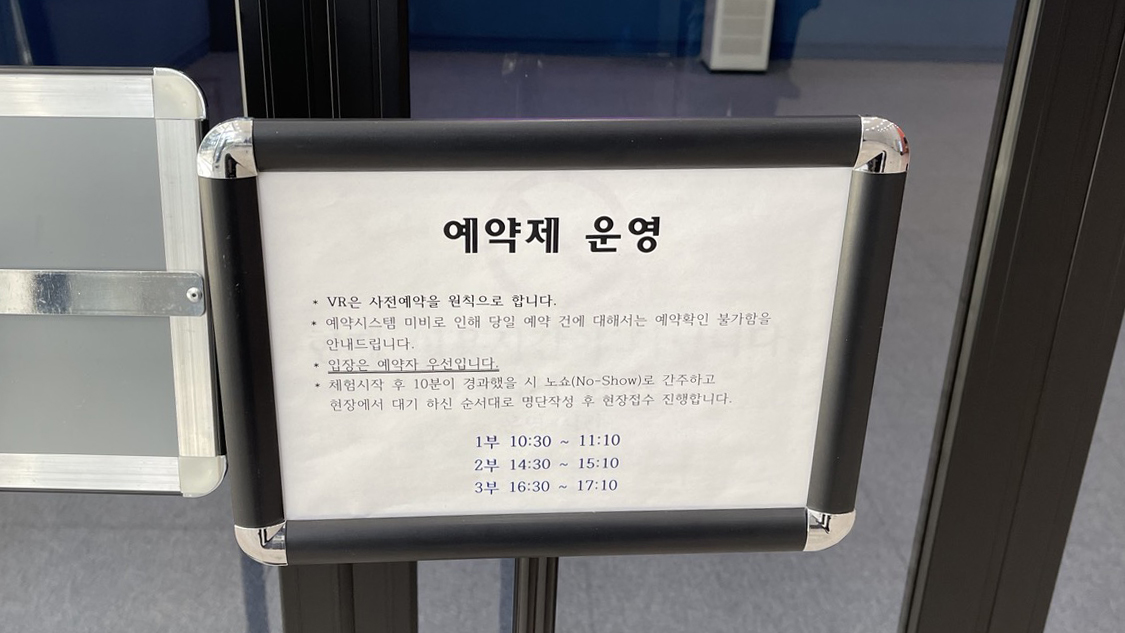 예약제 운영
* VR은 사전예약을 원칙으로 합니다.
* 예약시스템 미비로 인해 당일 예약 건에 대해서는 예약확인 불가함을
안내드립니다.
* 입장은 예약자 우선입니다.
* 체험시작 후 10분이 경과했을 시 노쇼(No-Show)로 간주하고
현장에서 대기 하신 순서대로 명단작성 후 현장접수 진행합니다.
1부 10:30 ~ 11:10
2부 14:30 ~ 15:10
3부 16:30 ~ 17:10